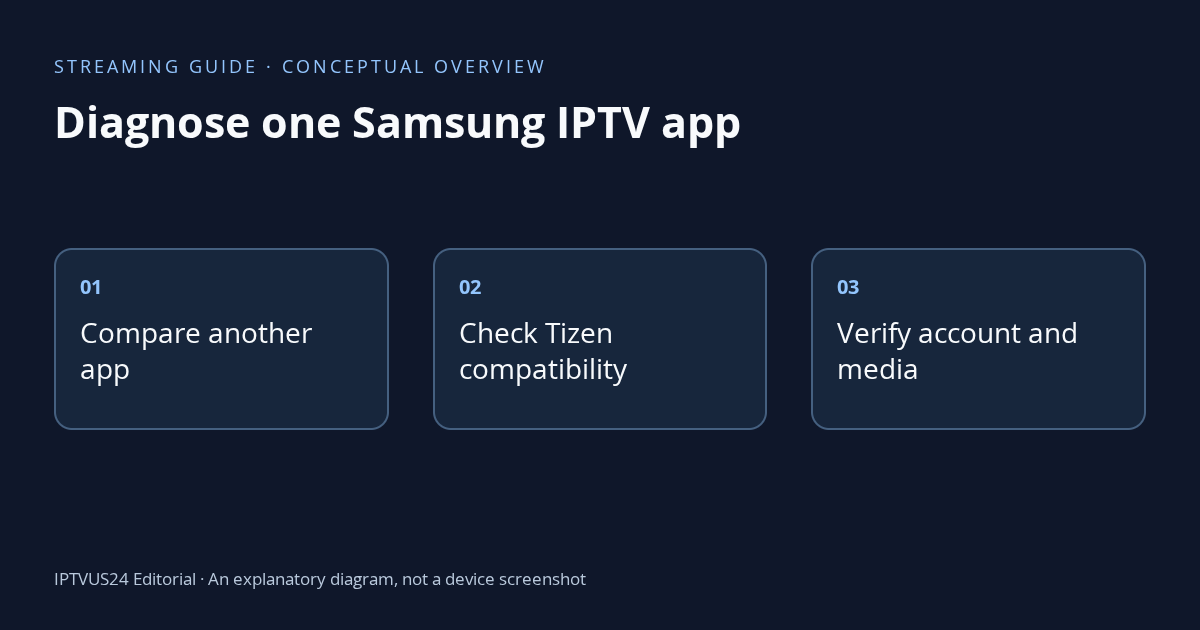 STREAMING GUIDE · CONCEPTUAL OVERVIEW
Diagnose one Samsung IPTV app
01
Compare another
app
02
Check Tizen
compatibility
03
Verify account and
media
IPTVUS24 Editorial · An explanatory diagram, not a device screenshot